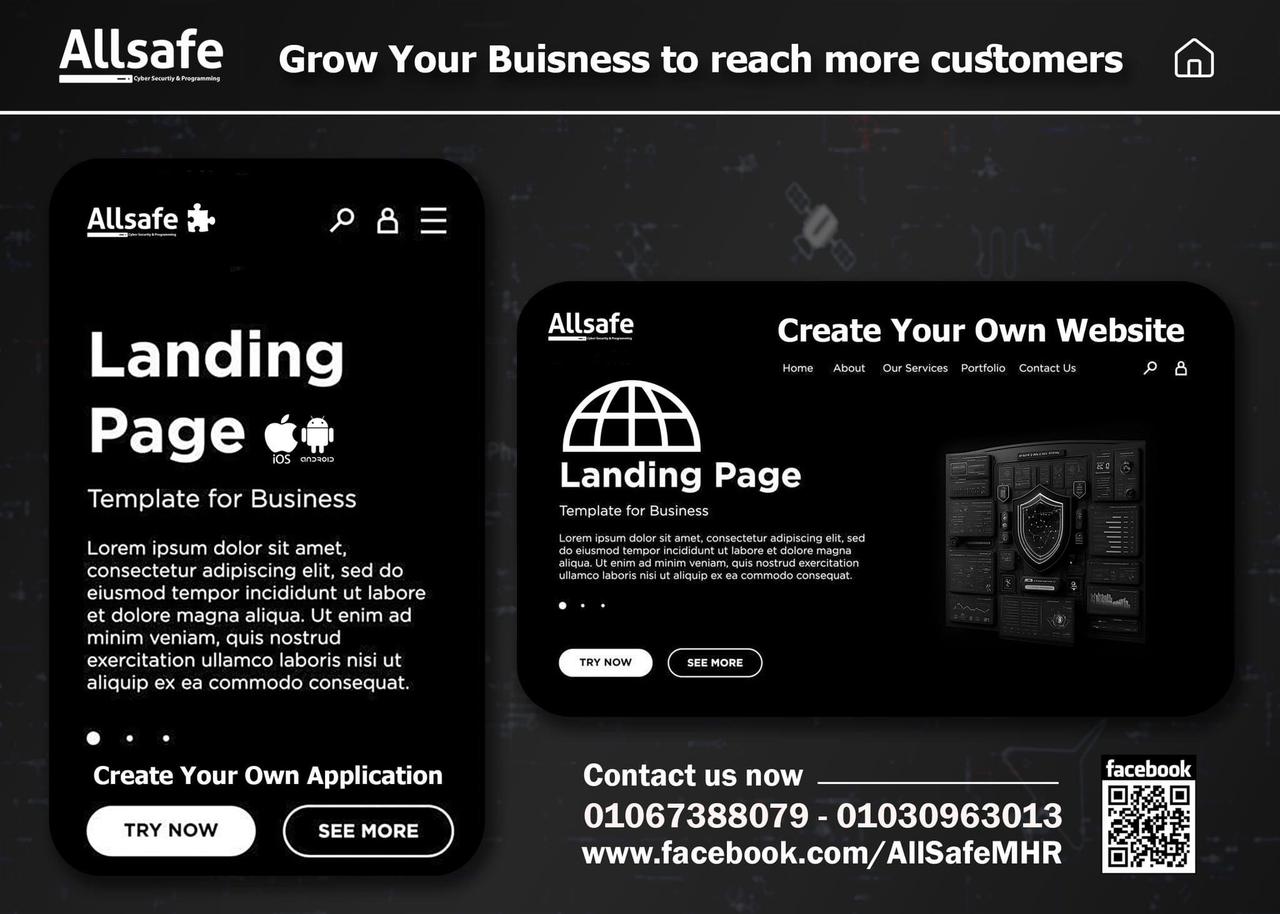 Allsafe
Cyber Securtiy & Programming
Grow Your Buisness to reach more customers
Allsafe
Cyber Security & Programming
Landing
Page
iOS
ANDROID
Template for Business
Lorem ipsum dolor sit amet,
consectetur adipiscing elit, sed do
eiusmod tempor incididunt ut labore
et dolore magna aliqua. Ut enim ad
minim veniam, quis nostrud
exercitation ullamco laboris nisi ut
aliquip ex ea commodo consequat.
Create Your Own Application
TRY NOW
SEE MORE
Allsafe
Cyber Security & Programming
Create Your Own Website
Home About Our Services Portfolio Contact Us
Landing Page
Template for Business
Lorem ipsum dolor sit amet, consectetur adipiscing elit, sed
do eiusmod tempor incididunt ut labore et dolore magna
aliqua. Ut enim ad minim veniam, quis nostrud exercitation
ullamco laboris nisi ut aliquip ex ea commodo consequat.
TRY NOW
SEE MORE
Contact us now
01067388079 - 01030963013
www.facebook.com/AllSafeMHR
facebook